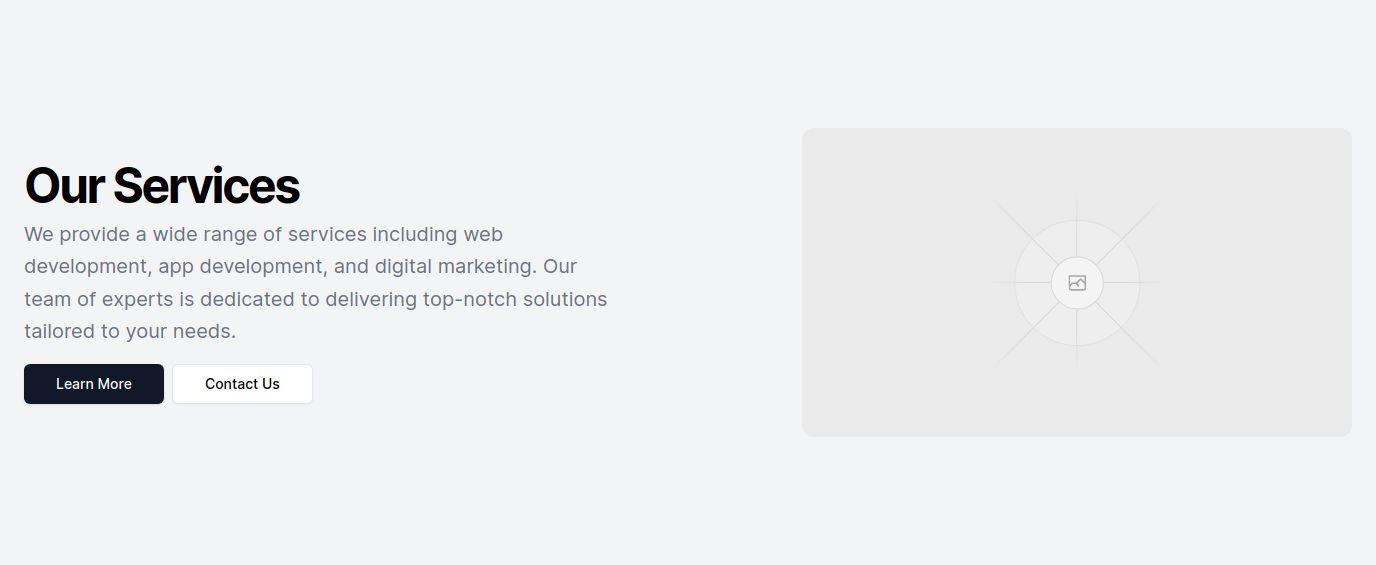 Our Services
We provide a wide range of services including web
development, app development, and digital marketing. Our
team of experts is dedicated to delivering top-notch solutions
tailored to your needs.
Learn More
Contact Us